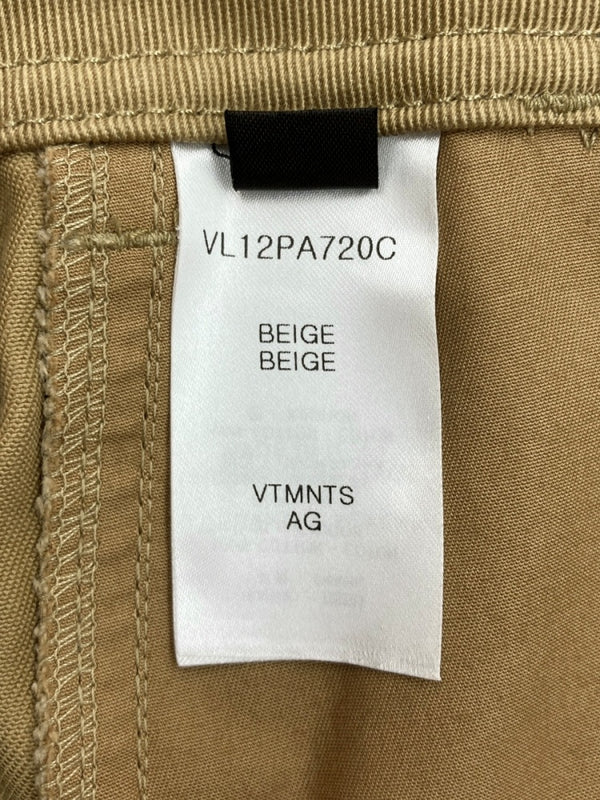 VL12PA720C
BEIGE
BEIGE
VTMNTS
AG